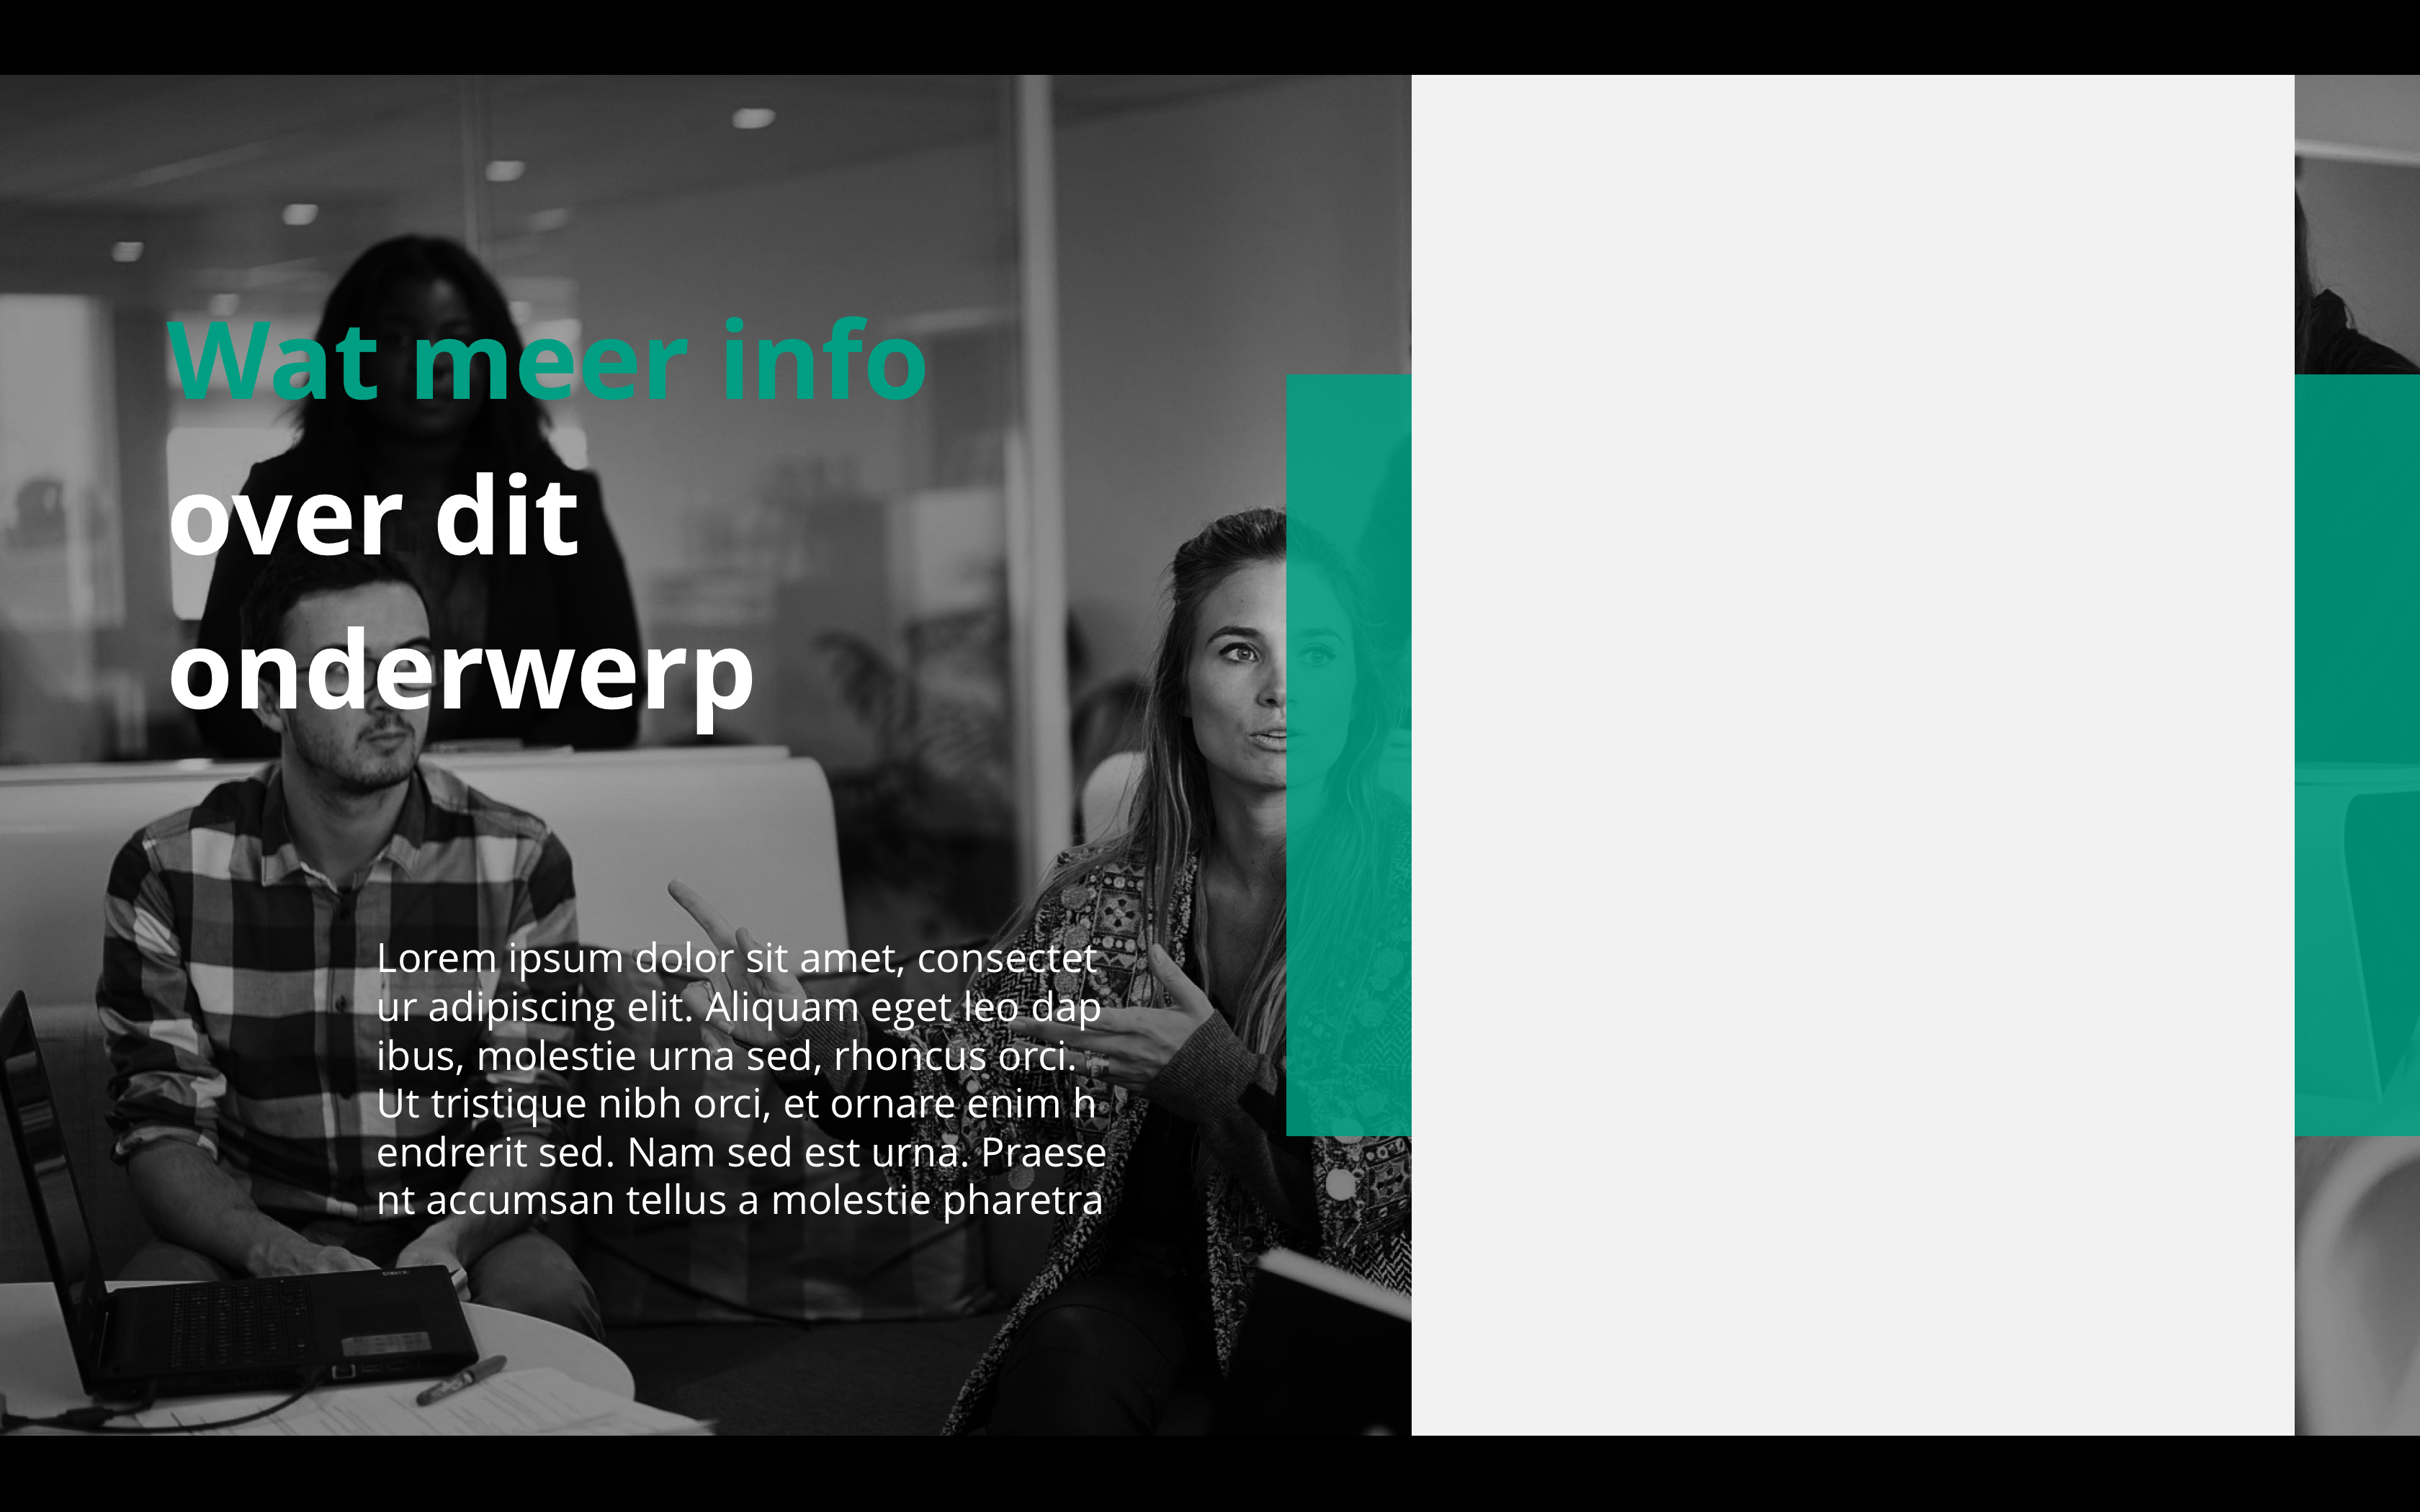 Wat meer info
over dit
onderwerp
Lorem ipsum dolor sit amet, consectet
ur adipiscing elit. Aliquam eget leo dap
ibus, molestie urna sed, rhoncus orci.
Ut tristique nibh orci, et ornare enim h
endrerit sed. Nam sed est urna. Praese
nt accumsan tellus a molestie pharetra